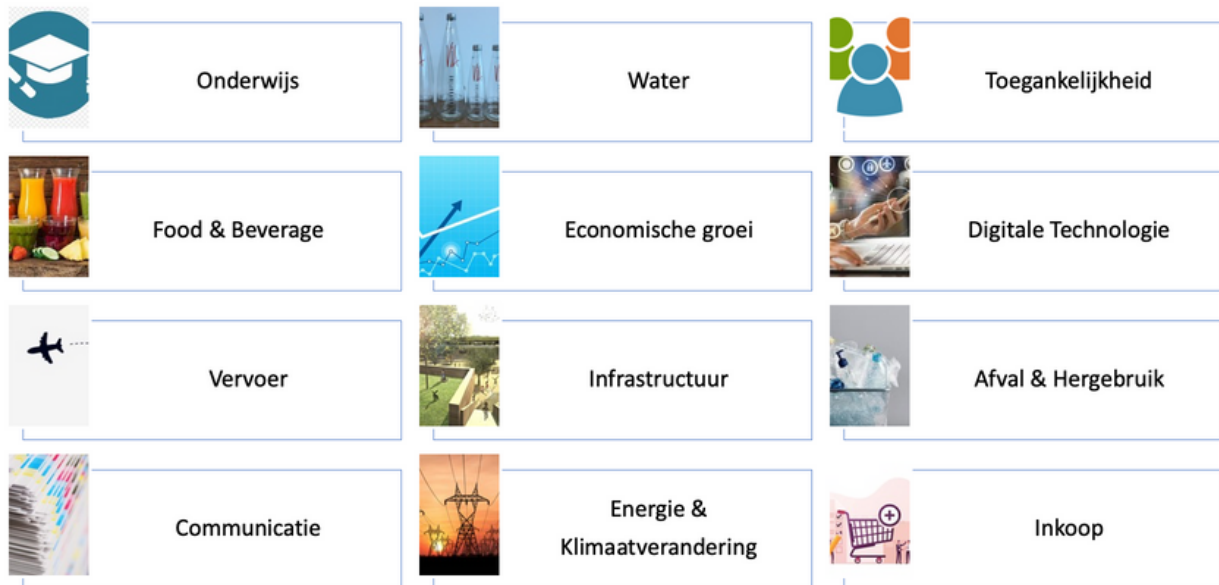 Onderwijs
Water
Toegankelijkheid
Food & Beverage
Economische groei
Digitale Technologie
Vervoer
Infrastructuur
Afval & Hergebruik
Communicatie
Energie &
Klimaatverandering
Inkoop